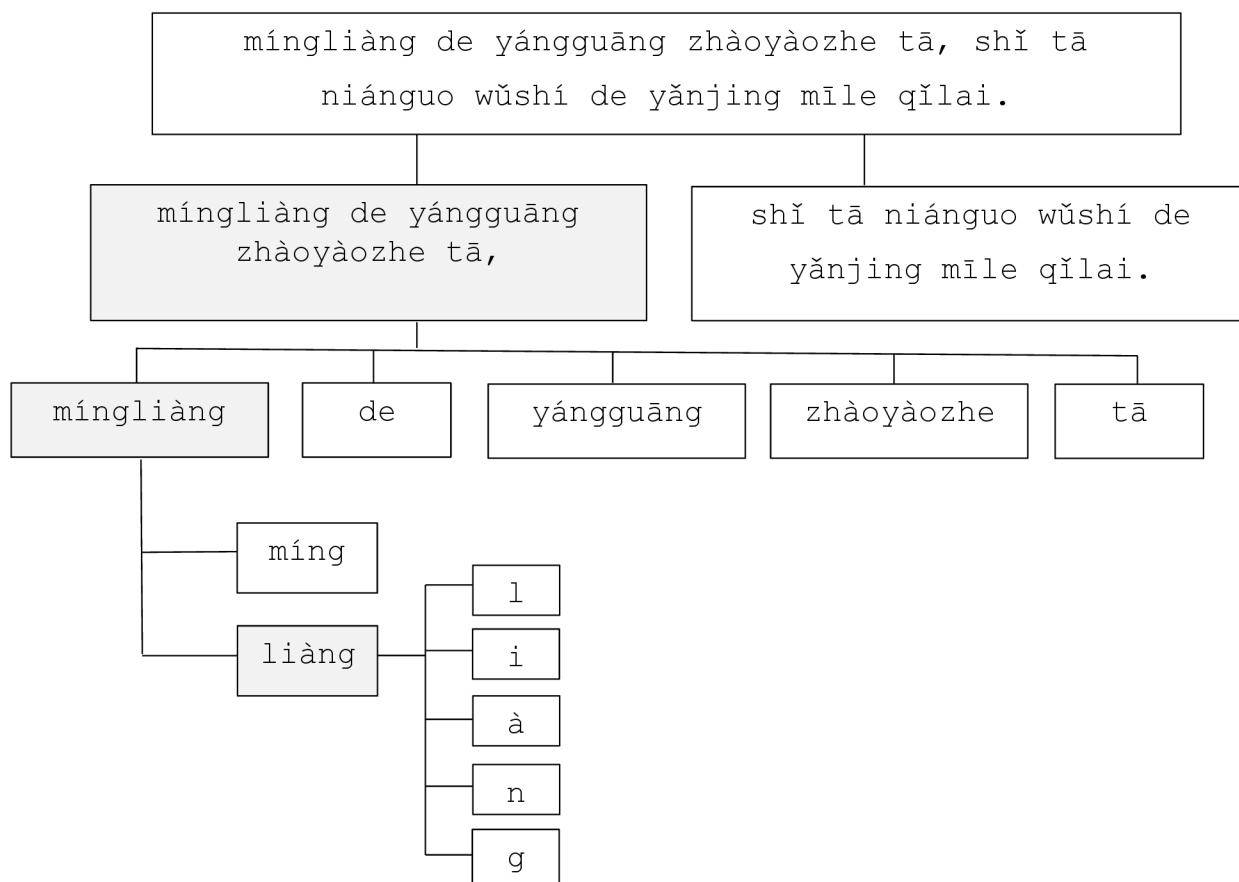 míngliàng de yángguāng zhàoyàozhe tā, shǐ tā
niánguo wǔshí de yǎnjing mīle qǐlai.
míngliàng de yángguāng
zhàoyàozhe tā,
shǐ tā niánguo wǔshí de
yǎnjing mīle qǐlai.
míngliàng
de
yángguāng
zhàoyàozhe
tā
míng
liàng
l
i
à
n
g